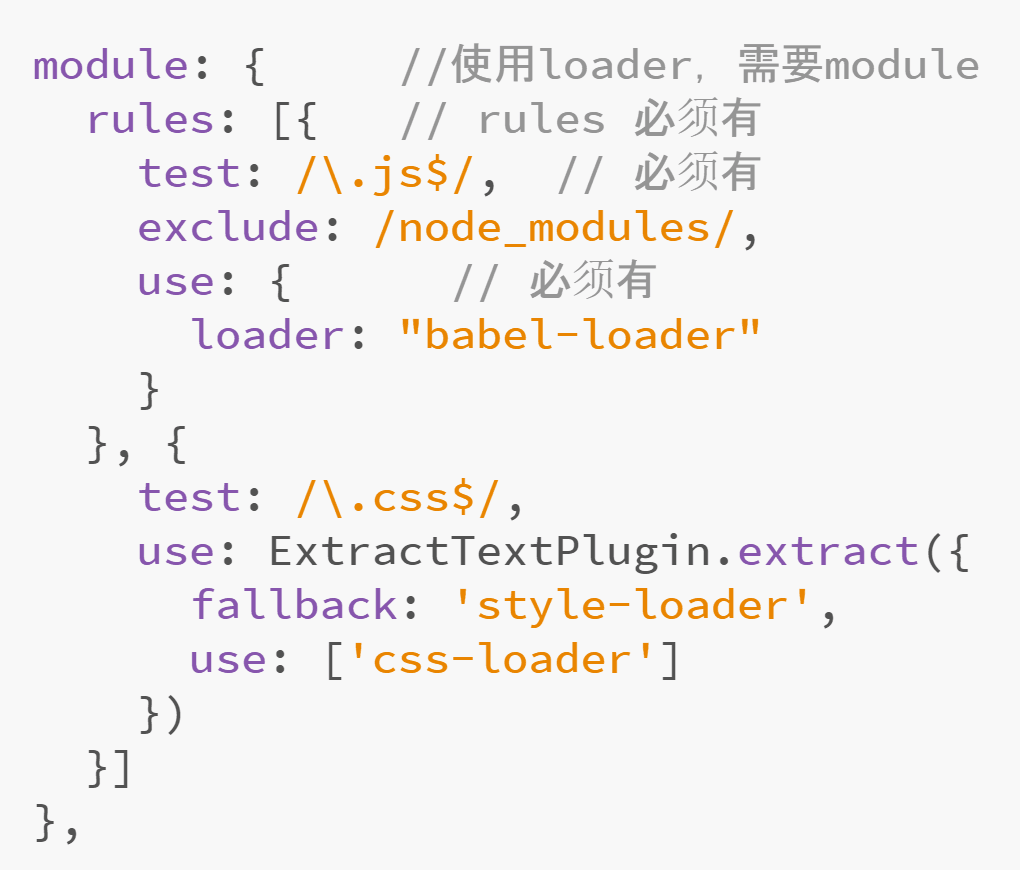 module: {     //使用loader，需要module
  rules: [{   // rules 必须有
    test: /\.js$/,  // 必须有
    exclude: /node_modules/,
    use: {      // 必须有
      loader: "babel-loader"
    }
  }, {
    test: /\.css$/,
    use: ExtractTextPlugin.extract({
      fallback: 'style-loader',
      use: ['css-loader']
    })
  }]
},